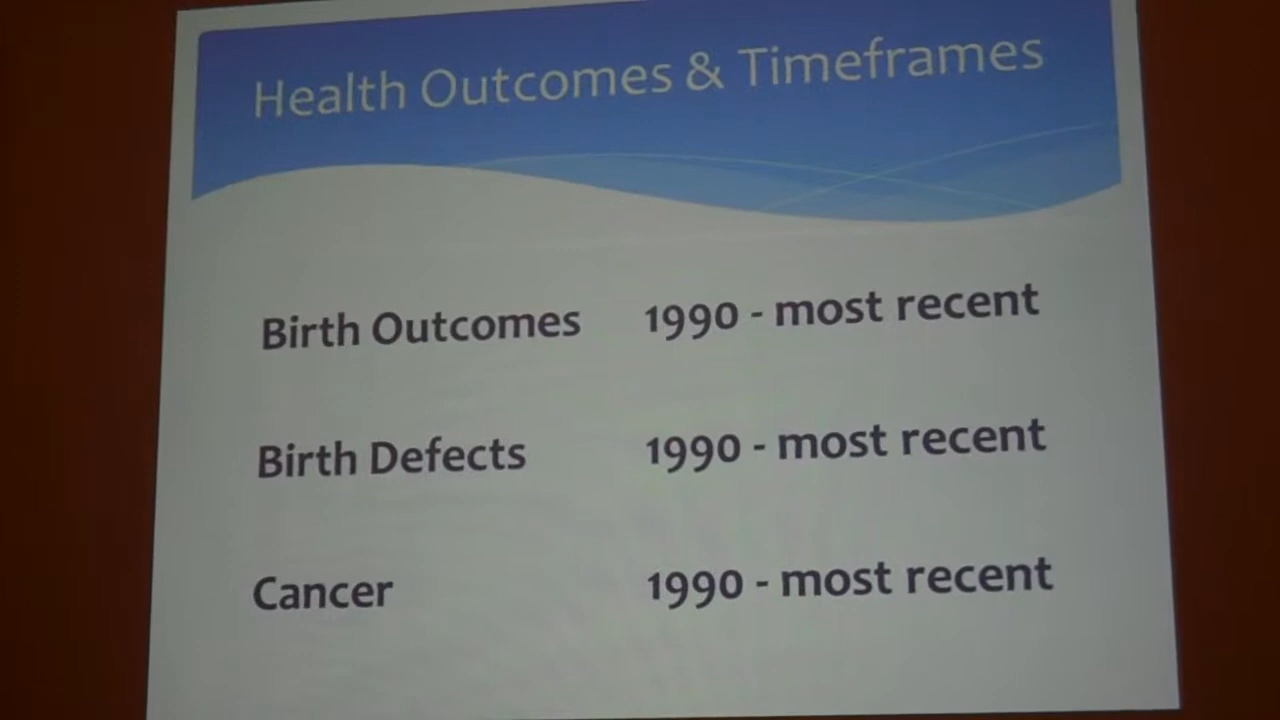 Health Outcomes & Timeframes
Birth Outcomes 1990 - most recent
Birth Defects 1990 - most recent
Cancer 1990 - most recent